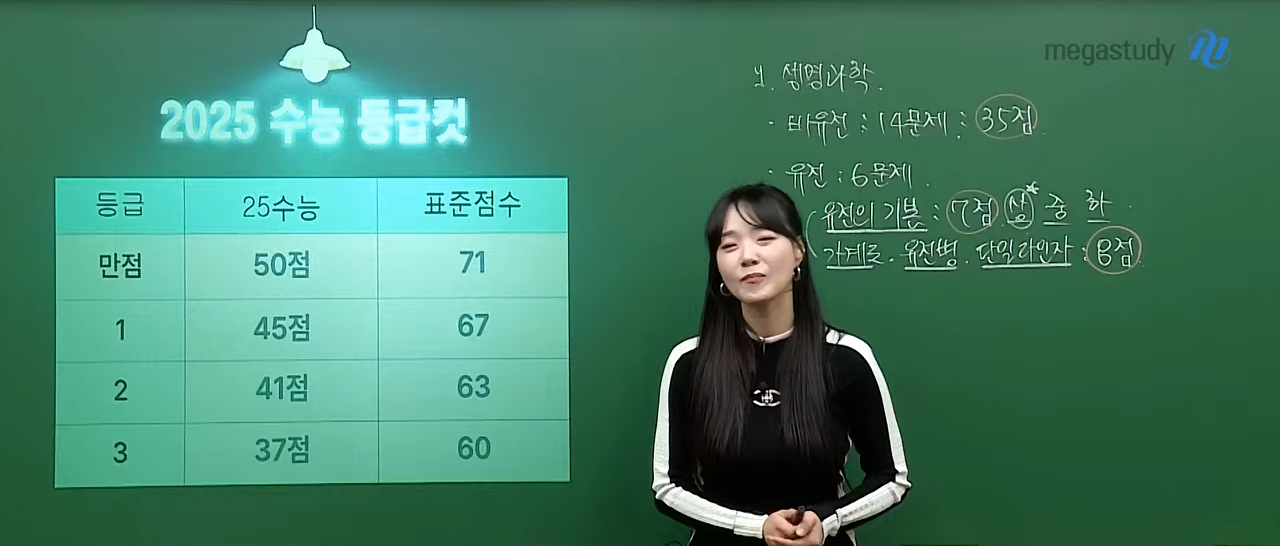 megastudy
2025 수능 등급컷
등급 25수능 표준점수
만점 50점 71
1 45점 67
2 41점 63
3 37점 60
생명과학.
· 비유전 : 14문제 : 35점.
· 유전 : 6문제.
유전의 기본 : 7점 상 중 하.
가계도. 유전병. 단일라인자 : 8점.